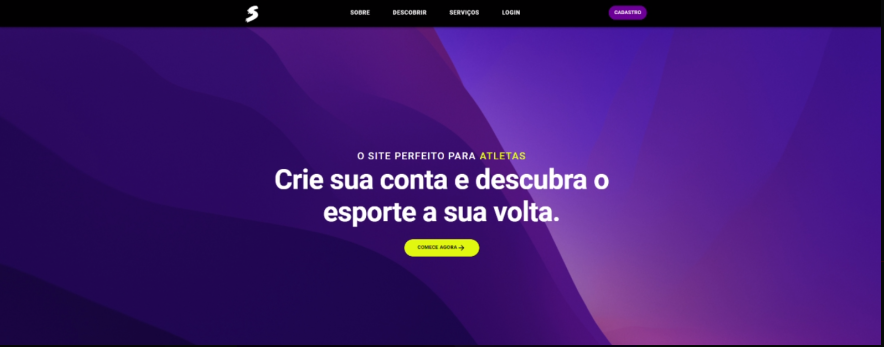 S
SOBRE DESCOBRIR SERVIÇOS LOGIN CADASTRO
O SITE PERFEITO PARA ATLETAS
Crie sua conta e descubra o
esporte a sua volta.
COMECE AGORA →